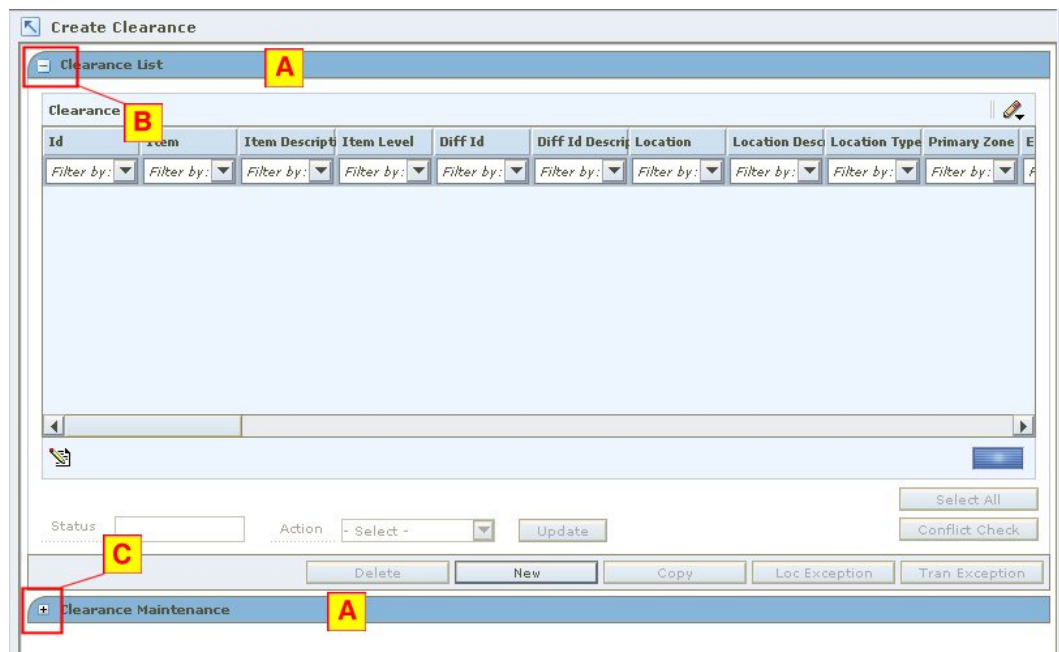 Create Clearance
Clearance List
A
B
Clearance
Id Item Item Descripti Item Level Diff Id Diff Id Descrip Location Location Desc Location Type Primary Zone E
Filter by: Filter by: Filter by: Filter by: Filter by: Filter by: Filter by: Filter by: Filter by: Filter by: F
Select All
Status Action - Select - Update Conflict Check
C
Delete New Copy Loc Exception Tran Exception
Clearance Maintenance
A